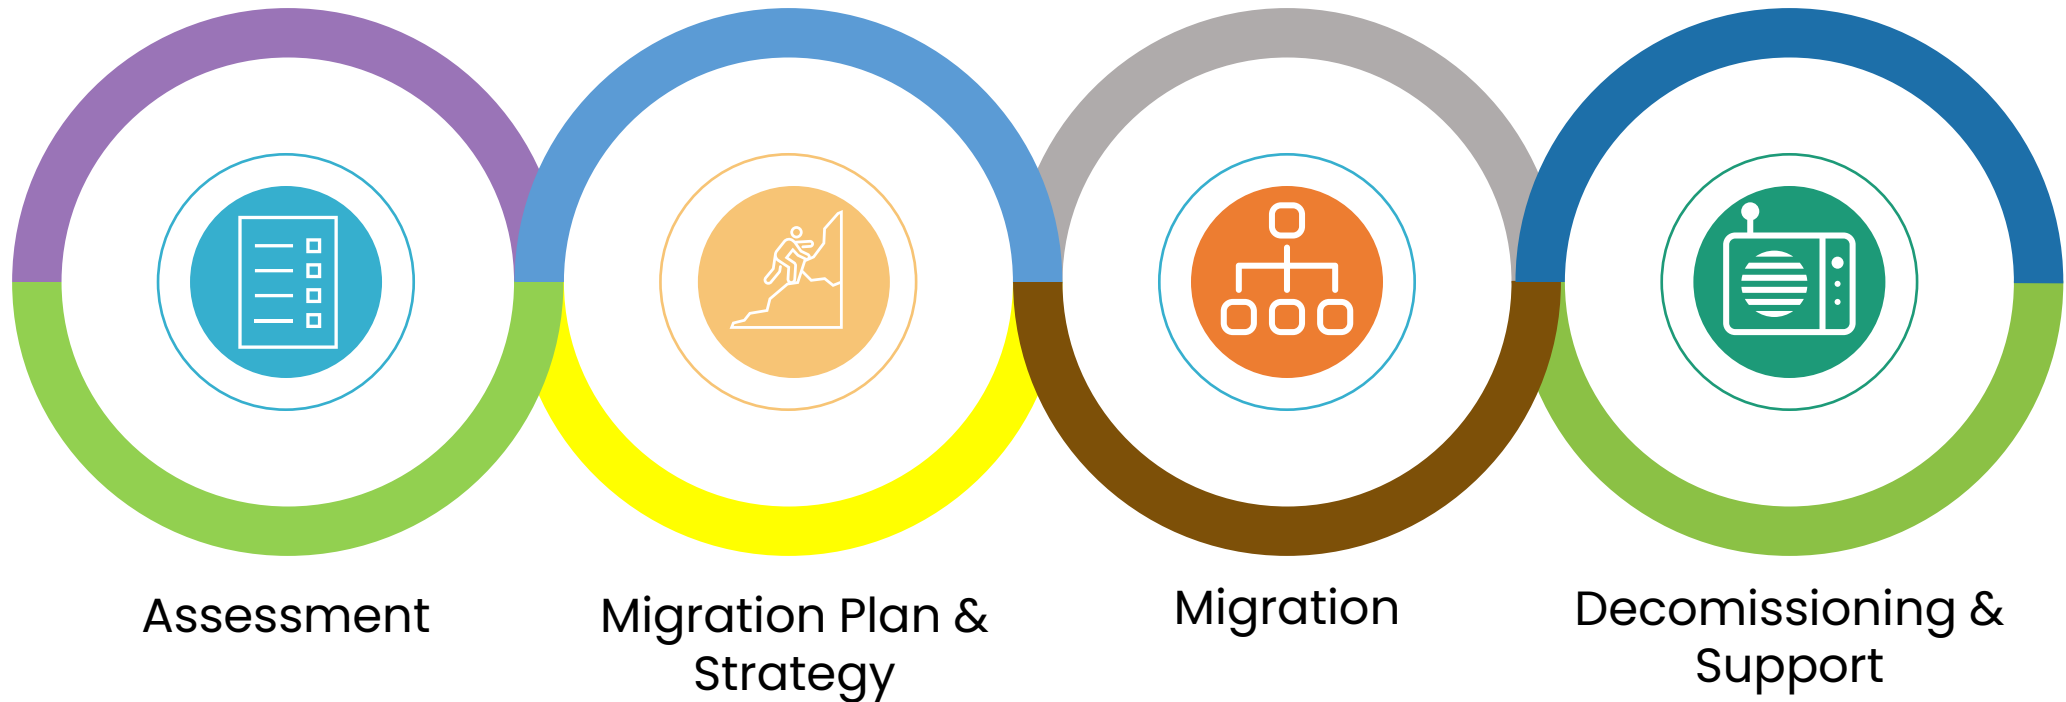 Assessment
Migration Plan &
Strategy
Migration
Decomissioning &
Support